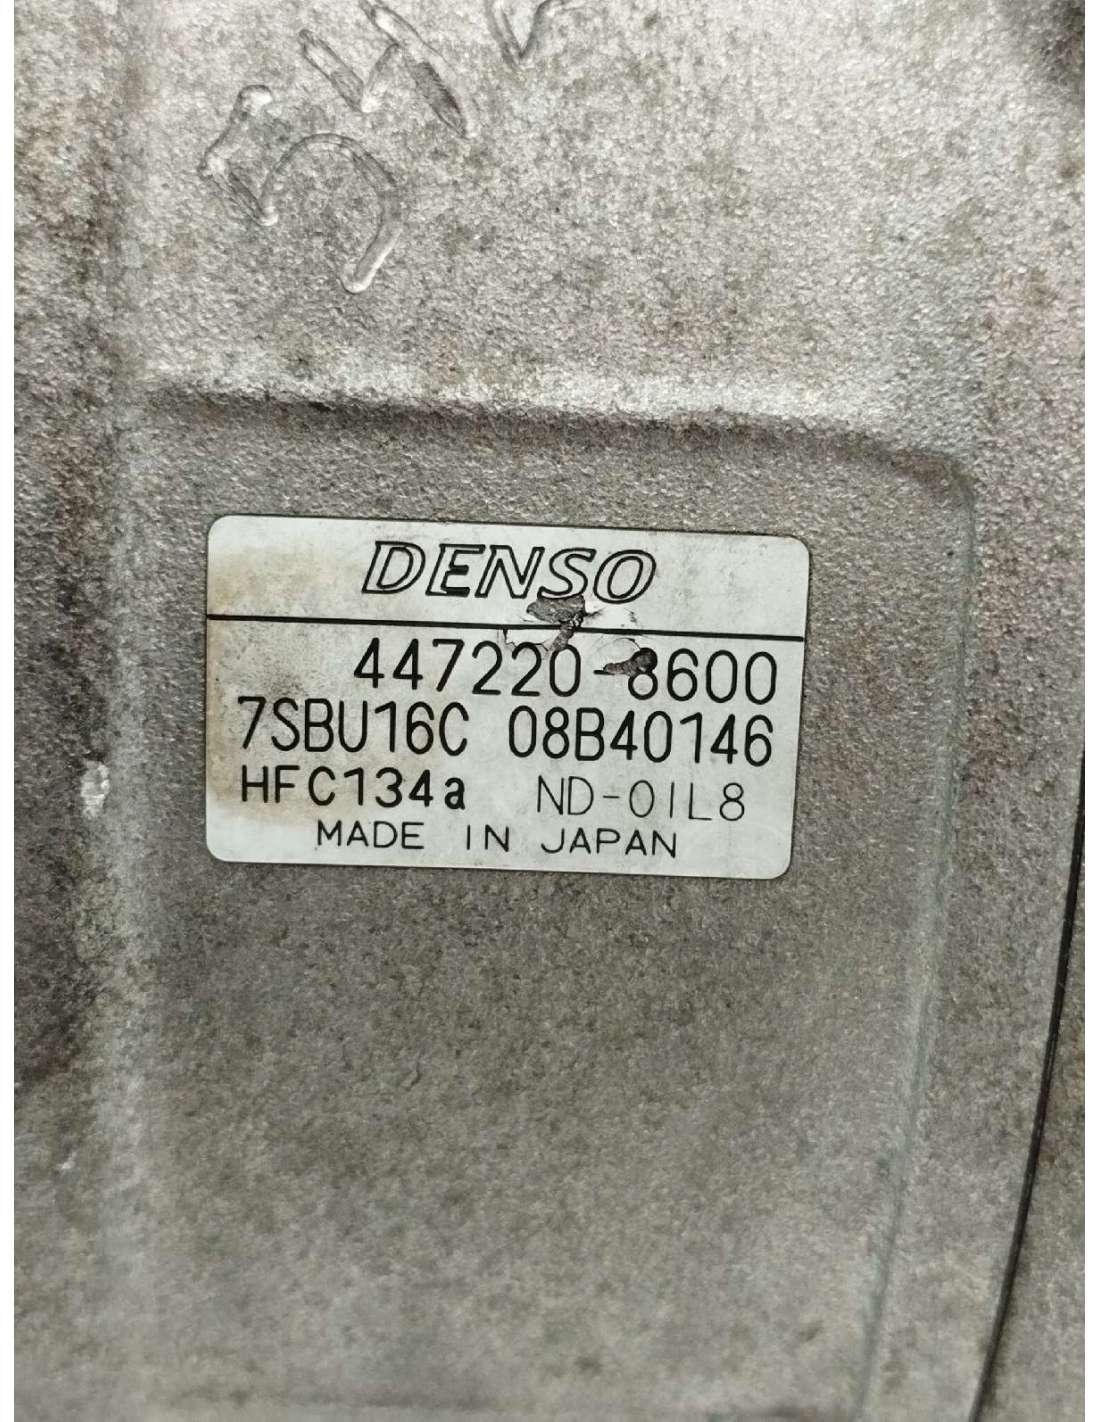 DENSO
447220-8600
7SBU16C 08B40146
HFC134a ND-OIL8
MADE IN JAPAN